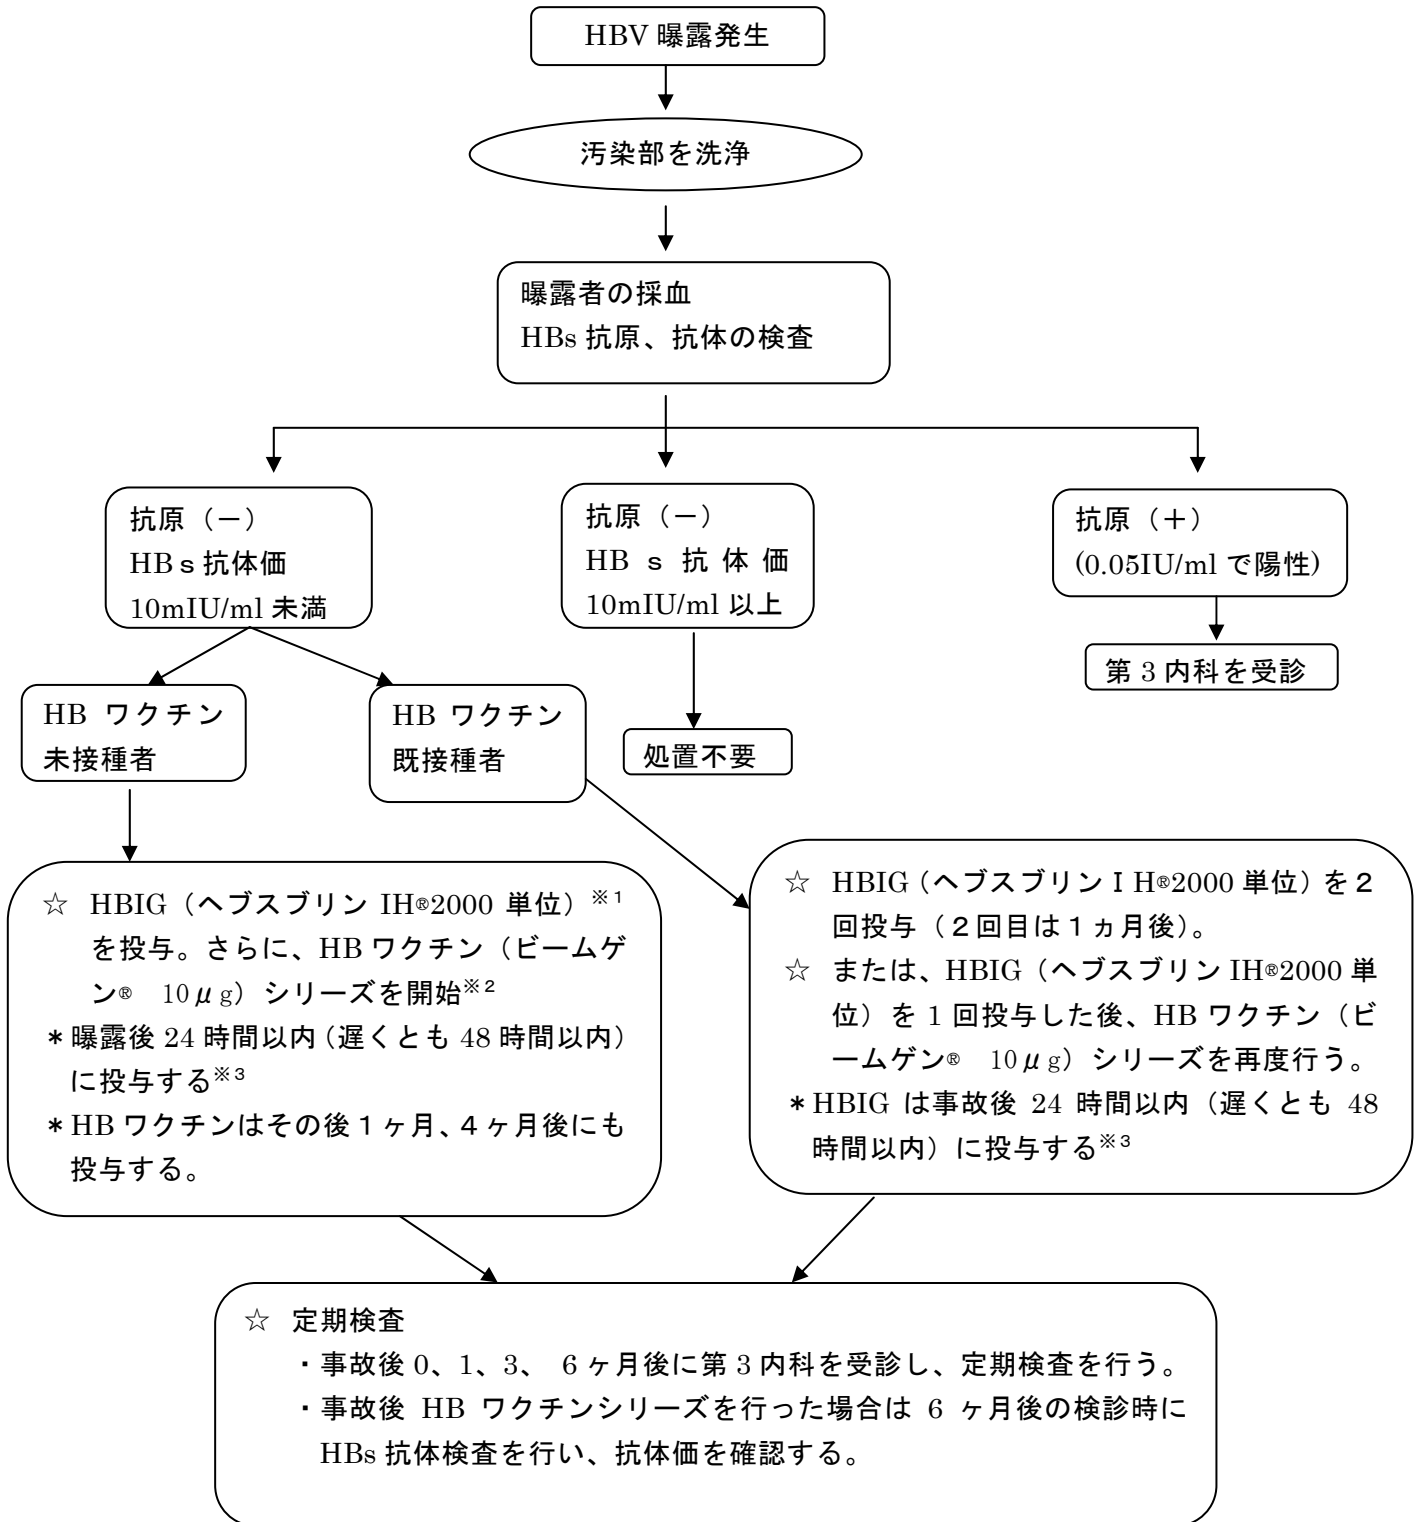 HBV 曝露発生
汚染部を洗浄
曝露者の採血
HBs 抗原、抗体の検査
抗原（－）
HBｓ抗体価
10mIU/ml 未満
抗原（－）
HB ｓ 抗 体 価
10mIU/ml 以上
抗原（＋）
(0.05IU/ml で陽性)
第 3 内科を受診
HB ワクチン
未接種者
HB ワクチン
既接種者
処置不要
☆ HBIG（ヘブスブリン IH®2000 単位）※1
を投与。さらに、HB ワクチン（ビームゲ
ン® 10μg）シリーズを開始※2
＊曝露後 24 時間以内（遅くとも 48 時間以内）
に投与する※3
＊HB ワクチンはその後１ヶ月、４ヶ月後にも
投与する。
☆ HBIG（ヘブスブリンＩH®2000 単位）を２
回投与（２回目は１ヵ月後）。
☆ または、HBIG（ヘブスブリン IH®2000 単
位）を 1 回投与した後、HB ワクチン（ビ
ームゲン® 10μg）シリーズを再度行う。
＊HBIG は事故後 24 時間以内（遅くとも 48
時間以内）に投与する※3
☆ 定期検査
・事故後 0、1、3、 6 ヶ月後に第 3 内科を受診し、定期検査を行う。
・事故後 HB ワクチンシリーズを行った場合は 6 ヶ月後の検診時に
HBs 抗体検査を行い、抗体価を確認する。